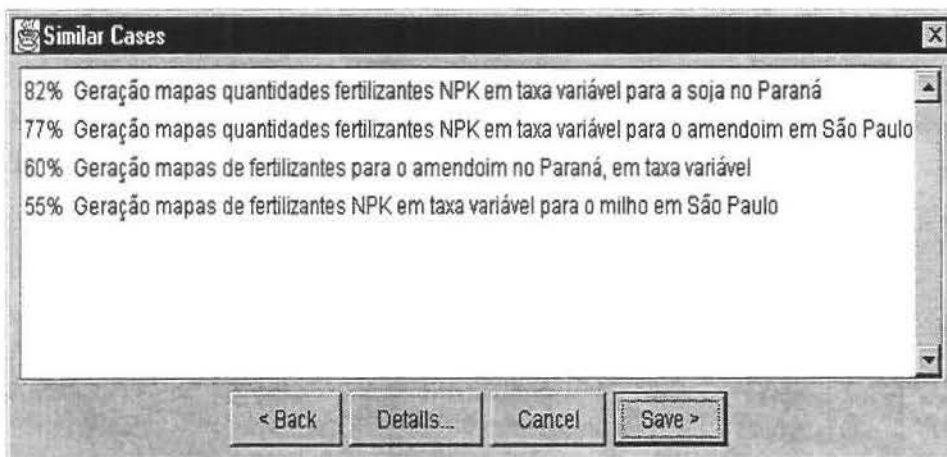 Similar Cases
82% Geração mapas quantidades fertilizantes NPK em taxa variável para a soja no Paraná
77% Geração mapas quantidades fertilizantes NPK em taxa variável para o amendoim em São Paulo
60% Geração mapas de fertilizantes para o amendoim no Paraná, em taxa variável
55% Geração mapas de fertilizantes NPK em taxa variável para o milho em São Paulo
< Back Details... Cancel Save >